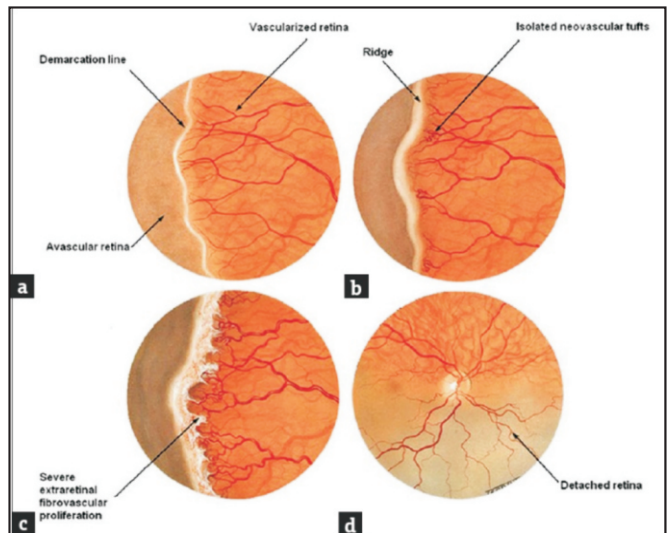 Vascularized retina
Isolated neovascular tufts
Demarcation line
Ridge
Avascular retina
a
b
Severe
extraretinal
fibrovascular
proliferation
Detached retina
c
d